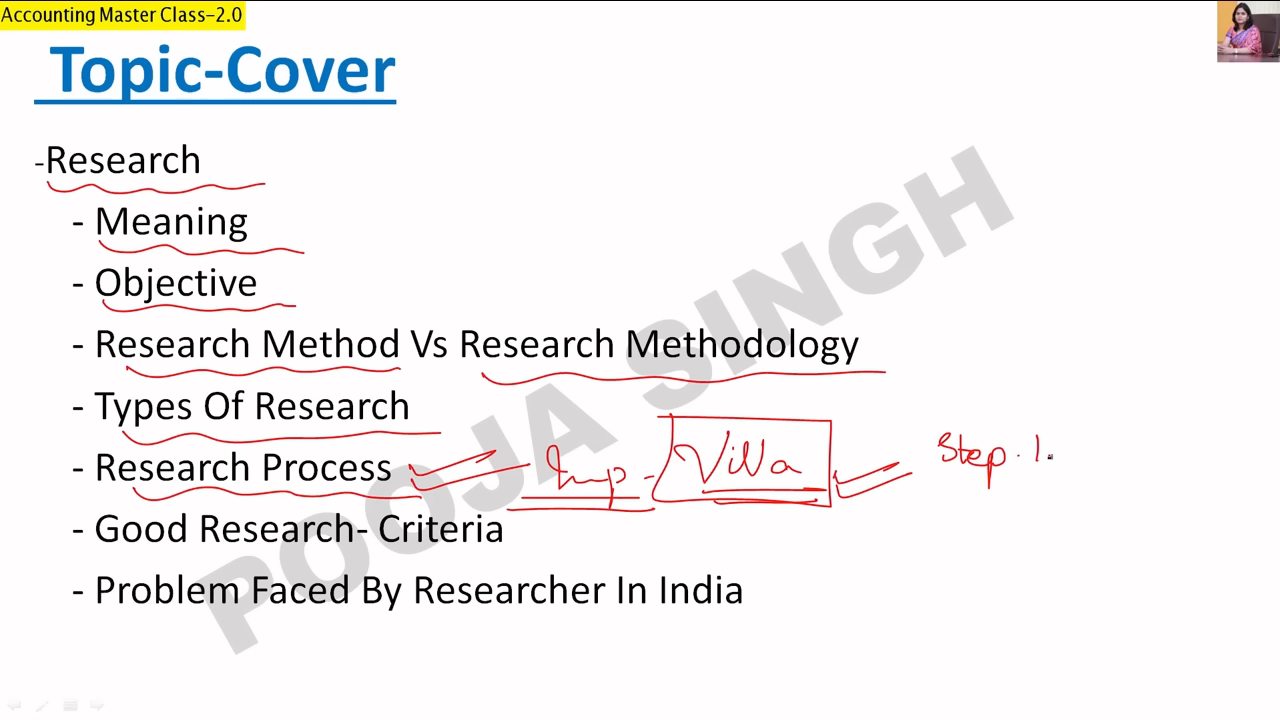 Accounting Master Class-2.0
Topic-Cover
-Research
- Meaning
- Objective
- Research Method Vs Research Methodology
- Types Of Research
- Research Process Imp - Villa Step. 1.
- Good Research- Criteria
- Problem Faced By Researcher In India
POOJA SINGH